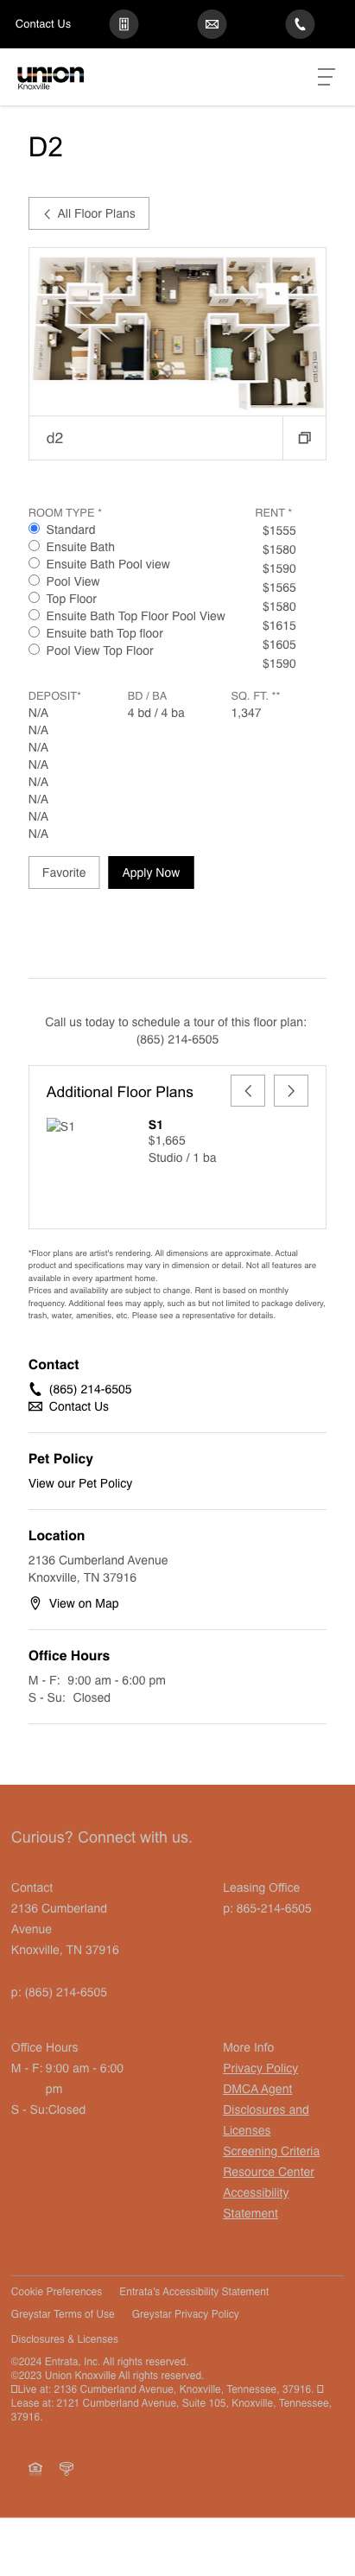 Contact Us
union
Knoxville
D2
All Floor Plans
d2
ROOM TYPE * RENT *
Standard $1555
Ensuite Bath $1580
Ensuite Bath Pool view $1590
Pool View $1565
Top Floor $1580
Ensuite Bath Top Floor Pool View $1615
Ensuite bath Top floor $1605
Pool View Top Floor $1590
DEPOSIT* BD / BA SQ. FT. **
N/A 4 bd / 4 ba 1,347
N/A
N/A
N/A
N/A
N/A
N/A
N/A
Favorite Apply Now
Call us today to schedule a tour of this floor plan:
(865) 214-6505
Additional Floor Plans
S1 S1
$1,665
Studio / 1 ba
*Floor plans are artist's rendering. All dimensions are approximate. Actual
product and specifications may vary in dimension or detail. Not all features are
available in every apartment home.
Prices and availability are subject to change. Rent is based on monthly
frequency. Additional fees may apply, such as but not limited to package delivery,
trash, water, amenities, etc. Please see a representative for details.
Contact
(865) 214-6505
Contact Us
Pet Policy
View our Pet Policy
Location
2136 Cumberland Avenue
Knoxville, TN 37916
View on Map
Office Hours
M - F: 9:00 am - 6:00 pm
S - Su: Closed
Curious? Connect with us.
Contact
2136 Cumberland
Avenue
Knoxville, TN 37916
p: (865) 214-6505
Leasing Office
p: 865-214-6505
Office Hours
M - F: 9:00 am - 6:00
pm
S - Su:Closed
More Info
Privacy Policy
DMCA Agent
Disclosures and
Licenses
Screening Criteria
Resource Center
Accessibility
Statement
Cookie Preferences Entrata's Accessibility Statement
Greystar Terms of Use Greystar Privacy Policy
Disclosures & Licenses
©2024 Entrata, Inc. All rights reserved.
©2023 Union Knoxville All rights reserved.
Live at: 2136 Cumberland Avenue, Knoxville, Tennessee, 37916.
Lease at: 2121 Cumberland Avenue, Suite 105, Knoxville, Tennessee,
37916.